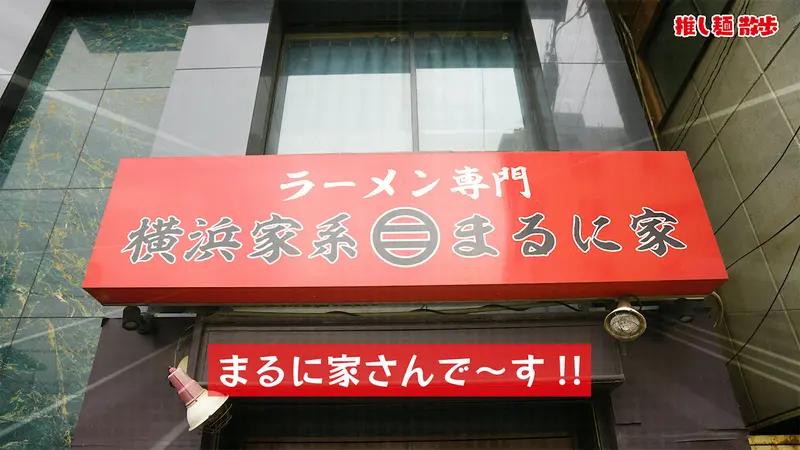 推し麺散歩
ラーメン専門
横浜家系 まるに家
まるに家さんで〜す!!